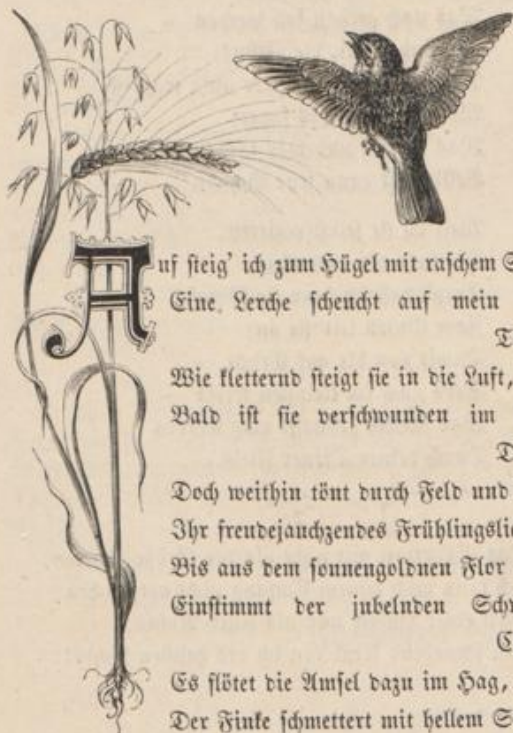 Auf steig' ich zum Hügel mit raschem
Eine Lerche scheucht auf mein
Wie kletternd steigt sie in die Luft,
Bald ist sie verschwunden im
Doch weithin tönt durch Feld und
Ihr freudejauchzendes
Bis aus dem sonnengoldnen Flor
Einstimmt der jubelnden
Es flötet die Amsel dazu im Hag,
Der Finke schmettert mit hellem